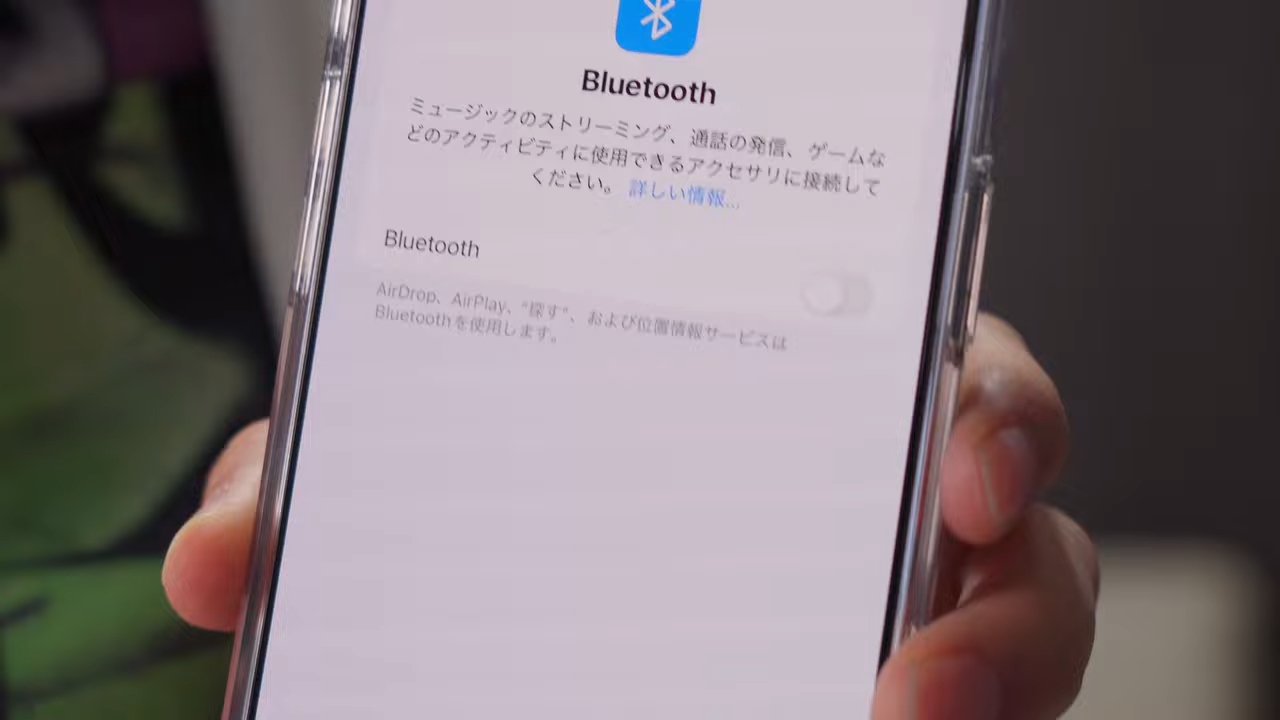 Bluetooth
ミュージックのストリーミング、通話の発信、ゲームな
どのアクティビティに使用できるアクセサリに接続して
ください。詳しい情報...
Bluetooth
AirDrop、AirPlay、“探す”、および位置情報サービスは
Bluetoothを使用します。